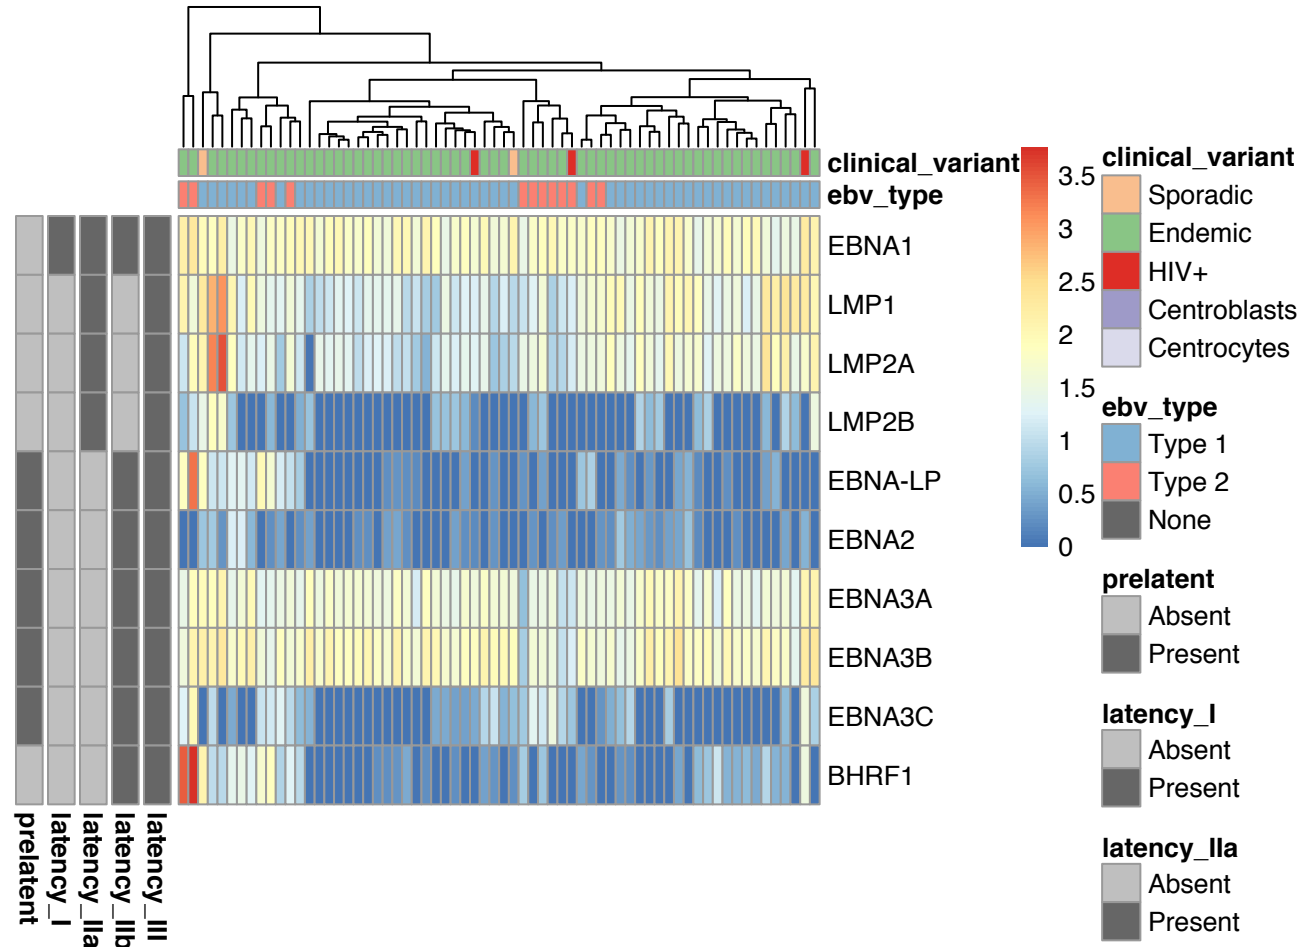 clinical_variant
ebv_type
EBNA1
LMP1
LMP2A
LMP2B
EBNA-LP
EBNA2
EBNA3A
EBNA3B
EBNA3C
BHRF1
prelatent
latency_I
latency_IIa
latency_IIb
latency_III
3.5
3
2.5
2
1.5
1
0.5
0
clinical_variant
Sporadic
Endemic
HIV+
Centroblasts
Centrocytes
ebv_type
Type 1
Type 2
None
prelatent
Absent
Present
latency_I
Absent
Present
latency_IIa
Absent
Present